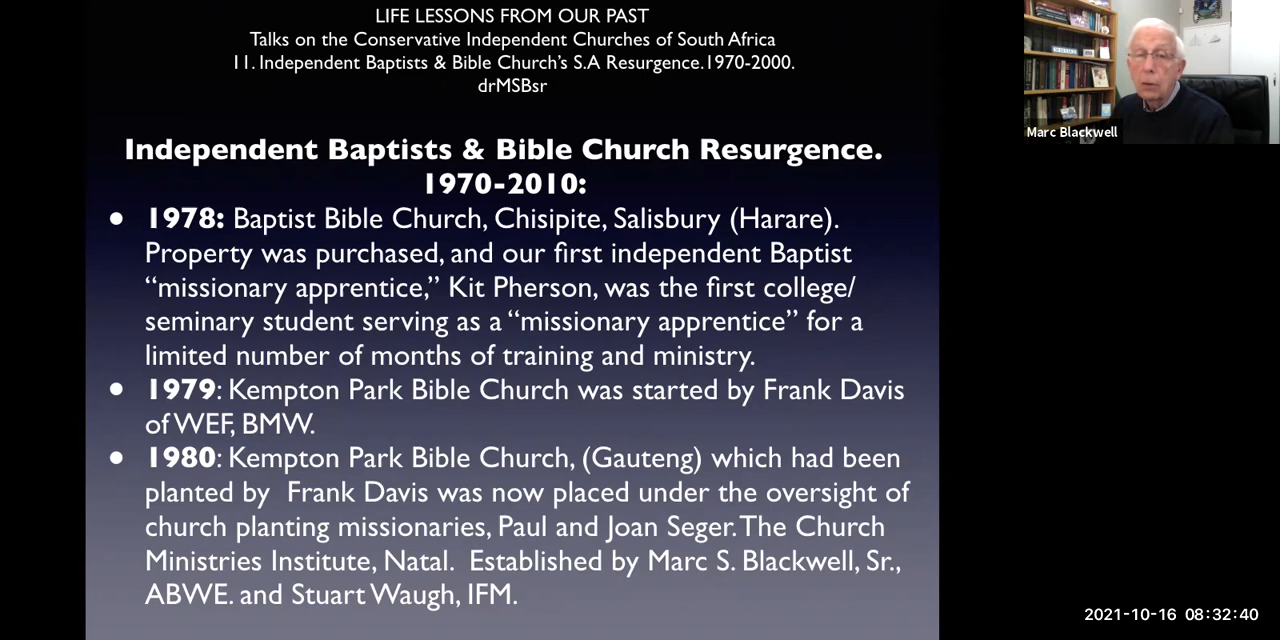 LIFE LESSONS FROM OUR PAST
Talks on the Conservative Independent Churches of South Africa
11. Independent Baptists & Bible Church's S.A Resurgence.1970-2000.
drMSBsr
Marc Blackwell
Independent Baptists & Bible Church Resurgence.
1970-2010:
• 1978: Baptist Bible Church, Chisipite, Salisbury (Harare).
Property was purchased, and our first independent Baptist
“missionary apprentice,” Kit Pherson, was the first college/
seminary student serving as a “missionary apprentice” for a
limited number of months of training and ministry.
• 1979: Kempton Park Bible Church was started by Frank Davis
of WEF, BMW.
• 1980: Kempton Park Bible Church, (Gauteng) which had been
planted by  Frank Davis was now placed under the oversight of
church planting missionaries, Paul and Joan Seger. The Church
Ministries Institute, Natal.  Established by Marc S. Blackwell, Sr.,
ABWE. and Stuart Waugh, IFM.
2021-10-16 08:32:40